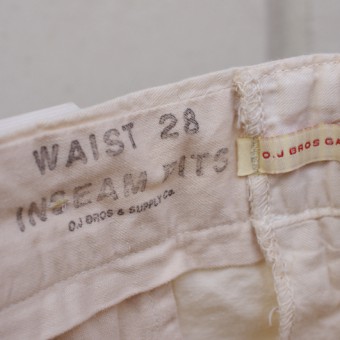 WAIST 28
INSEAM FITS
O.J BROS & SUPPLY Co.
O.J BROS GA